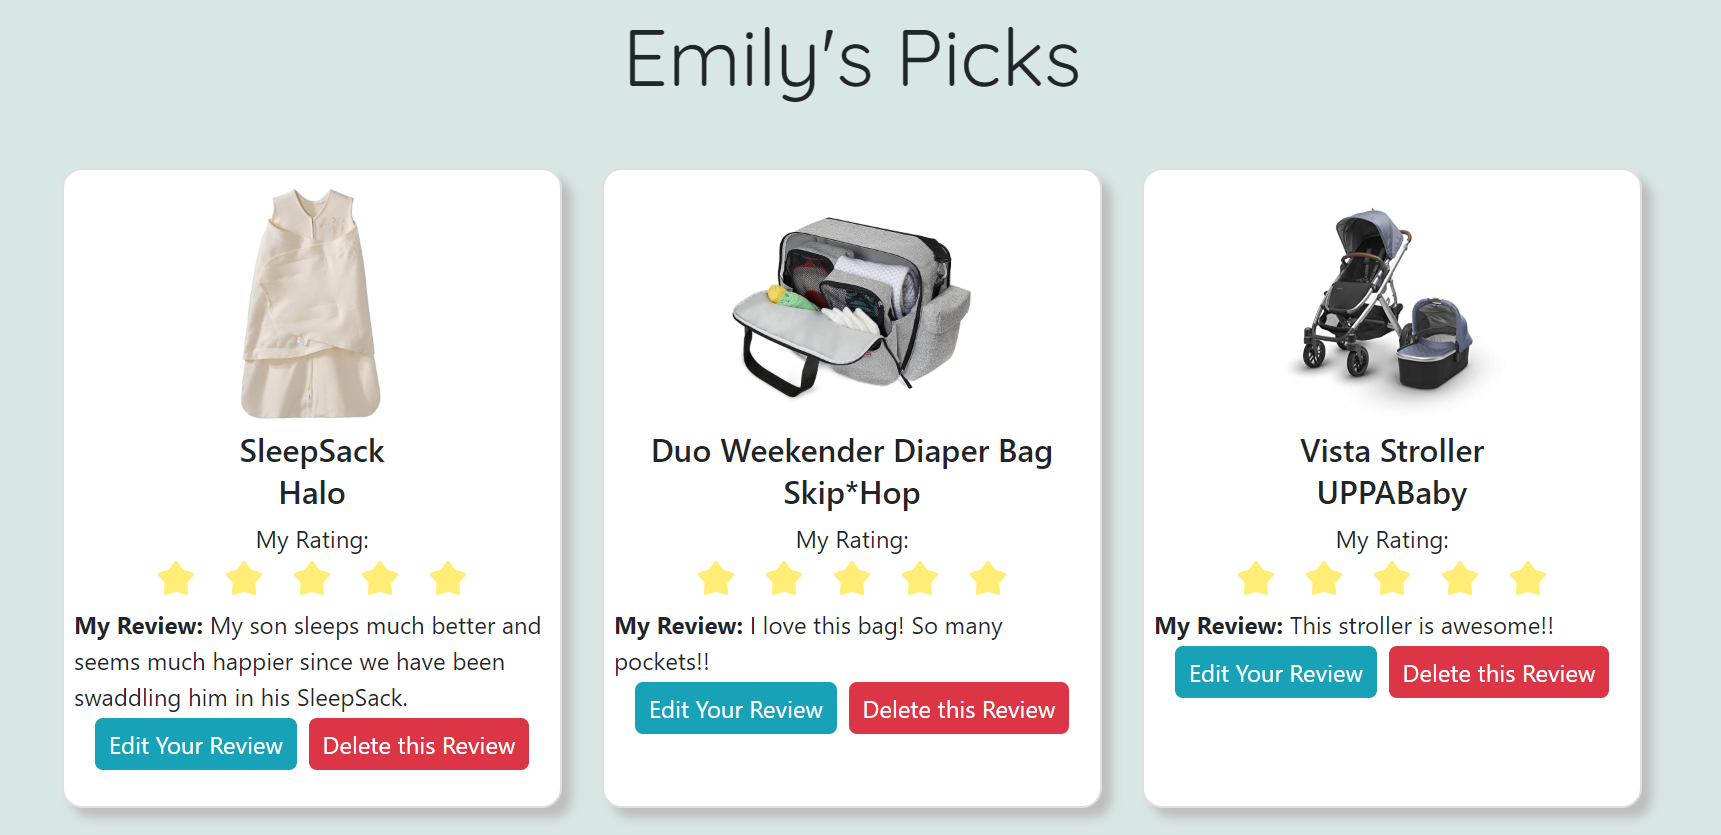 Emily's Picks
SleepSack
Halo
My Rating:
My Review: My son sleeps much better and
seems much happier since we have been
swaddling him in his SleepSack.
Edit Your Review
Delete this Review
Duo Weekender Diaper Bag
Skip*Hop
My Rating:
My Review: I love this bag! So many
pockets!!
Edit Your Review
Delete this Review
Vista Stroller
UPPABaby
My Rating:
My Review: This stroller is awesome!!
Edit Your Review
Delete this Review